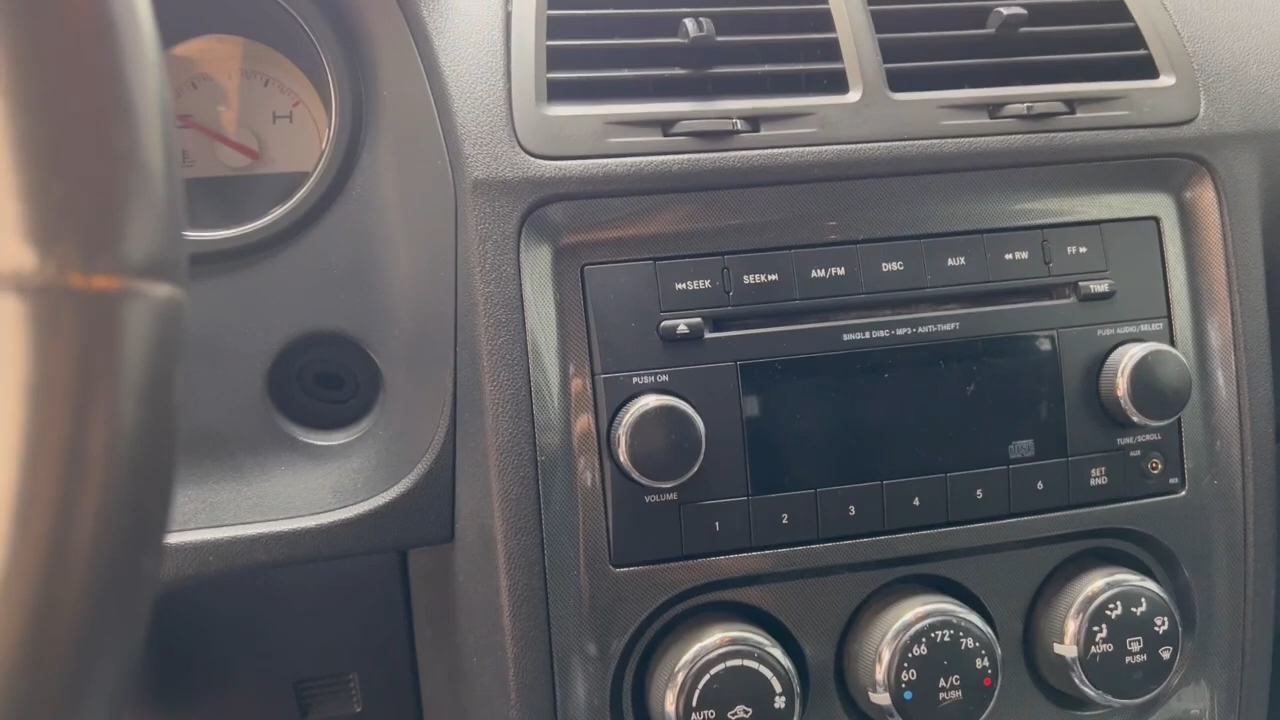 H
E
SEEK
SEEK
AM/FM
DISC
AUX
RW
FF
TIME
SINGLE DISC • MP3 • ANTI-THEFT
PUSH AUDIO/SELECT
PUSH ON
VOLUME
TUNE/SCROLL
AUX
1
2
3
4
5
6
SET
RND
60
66
72
78
84
A/C
PUSH
AUTO
AUTO
PUSH